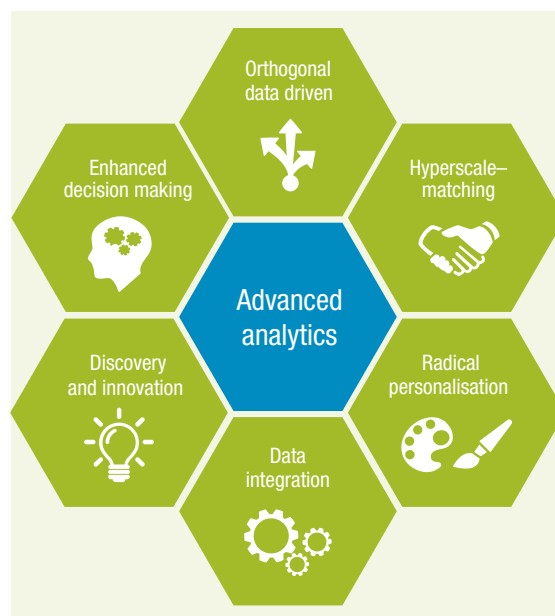 Orthogonal
data driven
Enhanced
decision making
Hyperscale–
matching
Advanced
analytics
Discovery
and innovation
Radical
personalisation
Data
integration